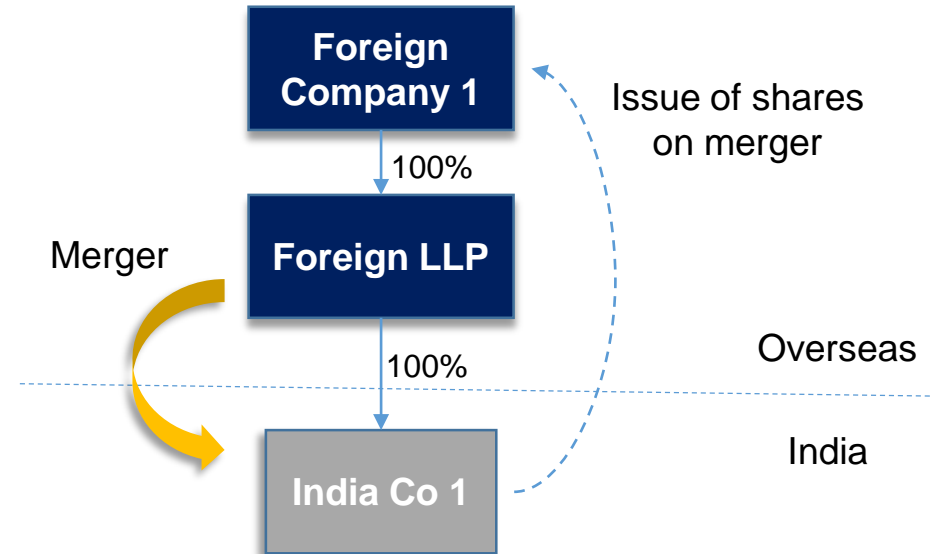 Foreign
Company 1
Issue of shares
on merger
100%
Merger
Foreign LLP
100%
Overseas
India
India Co 1